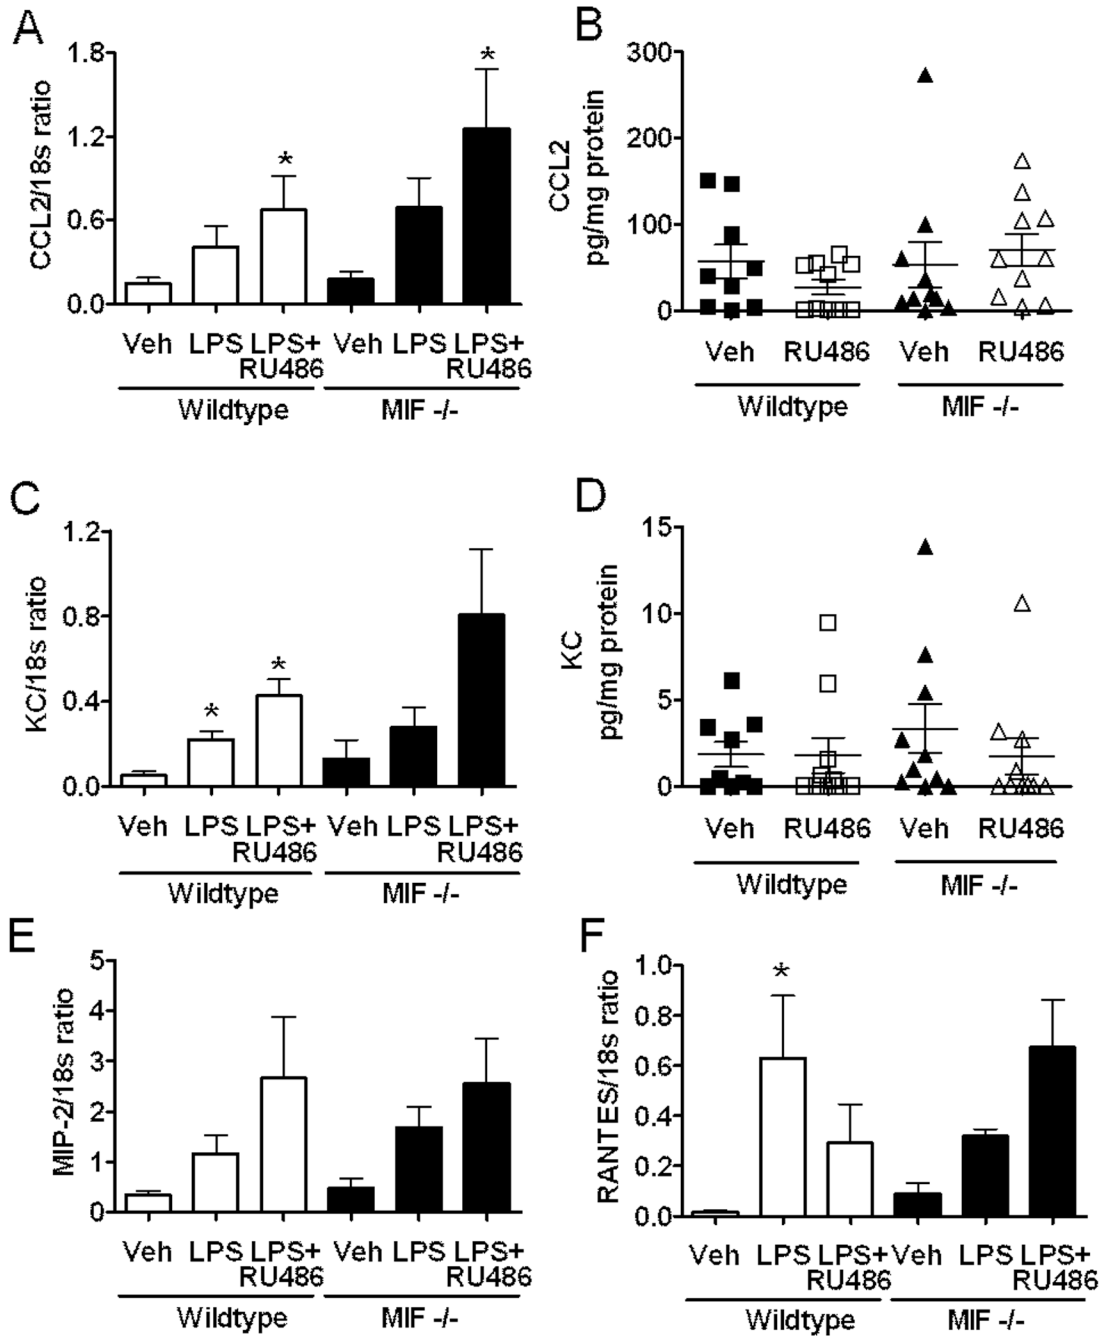 A
CCL2/18s ratio
1.8
1.2
0.6
0.0
*
*
Veh LPS LPS+ Veh LPS LPS+
RU486 RU486
Wildtype MIF -/-
B
CCL2
pg/mg protein
300
200
100
0
Veh RU486 Veh RU486
Wildtype MIF -/-
C
KC/18s ratio
1.2
0.8
0.4
0.0
*
*
Veh LPS LPS+ Veh LPS LPS+
RU486 RU486
Wildtype MIF -/-
D
KC
pg/mg protein
15
10
5
0
Veh RU486 Veh RU486
Wildtype MIF -/-
E
MIP-2/18s ratio
5
4
3
2
1
0
Veh LPS LPS+ Veh LPS LPS+
RU486 RU486
Wildtype MIF -/-
F
RANTES/18s ratio
1.0
0.8
0.6
0.4
0.2
0.0
*
Veh LPS LPS+ Veh LPS LPS+
RU486 RU486
Wildtype MIF -/-